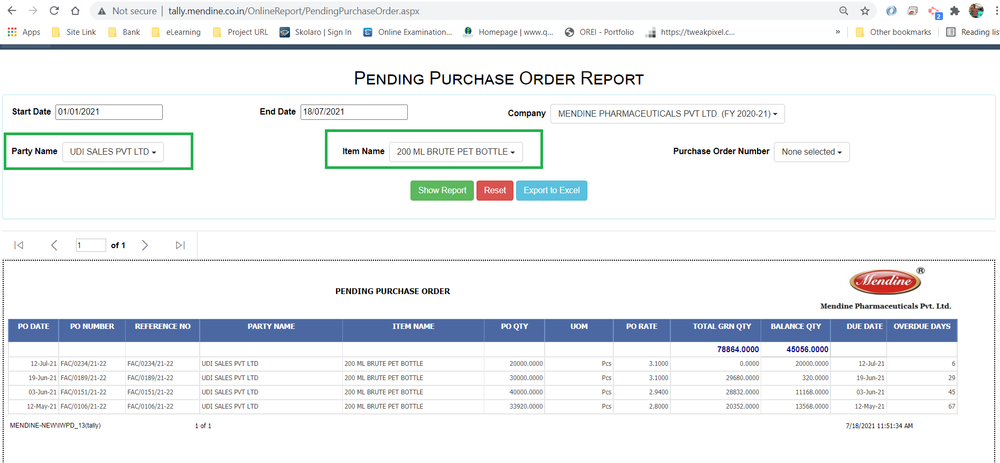 Not secure | tally.mendine.co.in/OnlineReport/PendingPurchaseOrder.aspx
2
Apps Site Link Bank eLearning Project URL Skolaro | Sign In Online Examination... Homepage | www.q... OREI - Portfolio https://tweakpixel.c... » Other bookmarks Reading lis
PENDING PURCHASE ORDER REPORT
Start Date 01/01/2021 End Date 18/07/2021 Company MENDINE PHARMACEUTICALS PVT LTD. (FY 2020-21)
Party Name UDI SALES PVT LTD Item Name 200 ML BRUTE PET BOTTLE Purchase Order Number None selected
Show Report Reset Export to Excel
1 of 1
Mendine ®
PENDING PURCHASE ORDER
Mendine Pharmaceuticals Pvt. Ltd.
PO DATE PO NUMBER REFERENCE NO PARTY NAME ITEM NAME PO QTY UOM PO RATE TOTAL GRN QTY BALANCE QTY DUE DATE OVERDUE DAYS
78864.0000 45056.0000
12-Jul-21 FAC/0234/21-22 FAC/0234/21-22 UDI SALES PVT LTD 200 ML BRUTE PET BOTTLE 20000.0000 Pcs 3.1000 0.0000 20000.0000 12-Jul-21 6
19-Jun-21 FAC/0189/21-22 FAC/0189/21-22 UDI SALES PVT LTD 200 ML BRUTE PET BOTTLE 30000.0000 Pcs 3.1000 29680.0000 320.0000 19-Jun-21 29
03-Jun-21 FAC/0151/21-22 FAC/0151/21-22 UDI SALES PVT LTD 200 ML BRUTE PET BOTTLE 40000.0000 Pcs 2.9400 28832.0000 11168.0000 03-Jun-21 45
12-May-21 FAC/0106/21-22 FAC/0106/21-22 UDI SALES PVT LTD 200 ML BRUTE PET BOTTLE 33920.0000 Pcs 2.8000 20352.0000 13568.0000 12-May-21 67
MENDINE-NEW\IWPD_13(tally) 1 of 1 7/18/2021 11:51:34 AM